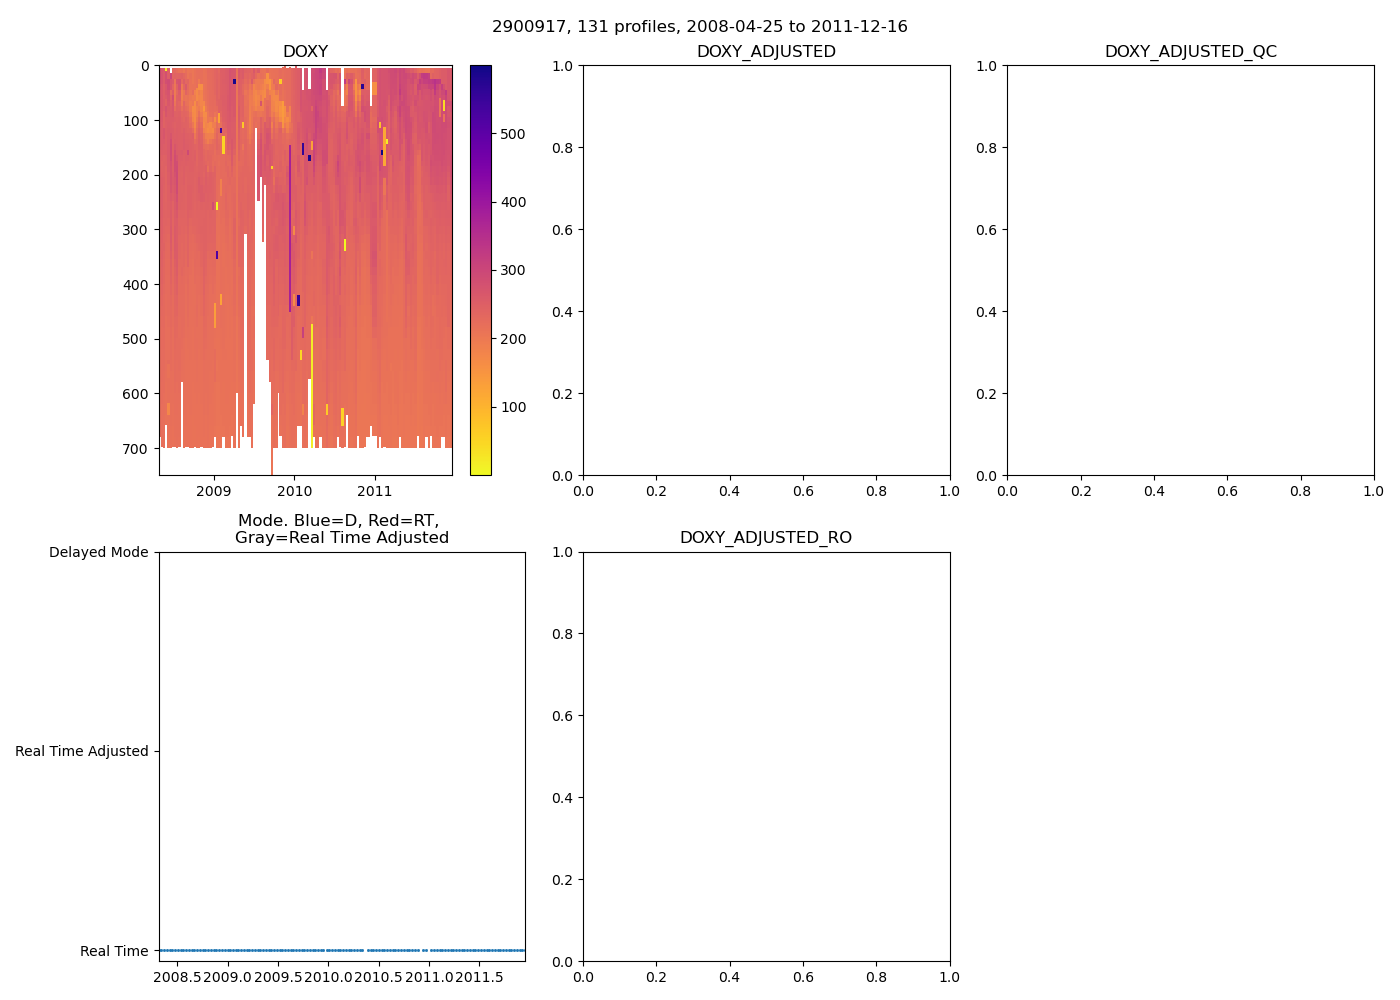 2900917, 131 profiles, 2008-04-25 to 2011-12-16
DOXY
0
100
200
300
400
500
600
700
2009 2010 2011
500
400
300
200
100
DOXY_ADJUSTED
1.0
0.8
0.6
0.4
0.2
0.0
0.0 0.2 0.4 0.6 0.8 1.0
DOXY_ADJUSTED_QC
1.0
0.8
0.6
0.4
0.2
0.0
0.0 0.2 0.4 0.6 0.8 1.0
Mode. Blue=D, Red=RT,
Gray=Real Time Adjusted
Delayed Mode
Real Time Adjusted
Real Time
2008.5 2009.0 2009.5 2010.0 2010.5 2011.0 2011.5
DOXY_ADJUSTED_RO
1.0
0.8
0.6
0.4
0.2
0.0
0.0 0.2 0.4 0.6 0.8 1.0